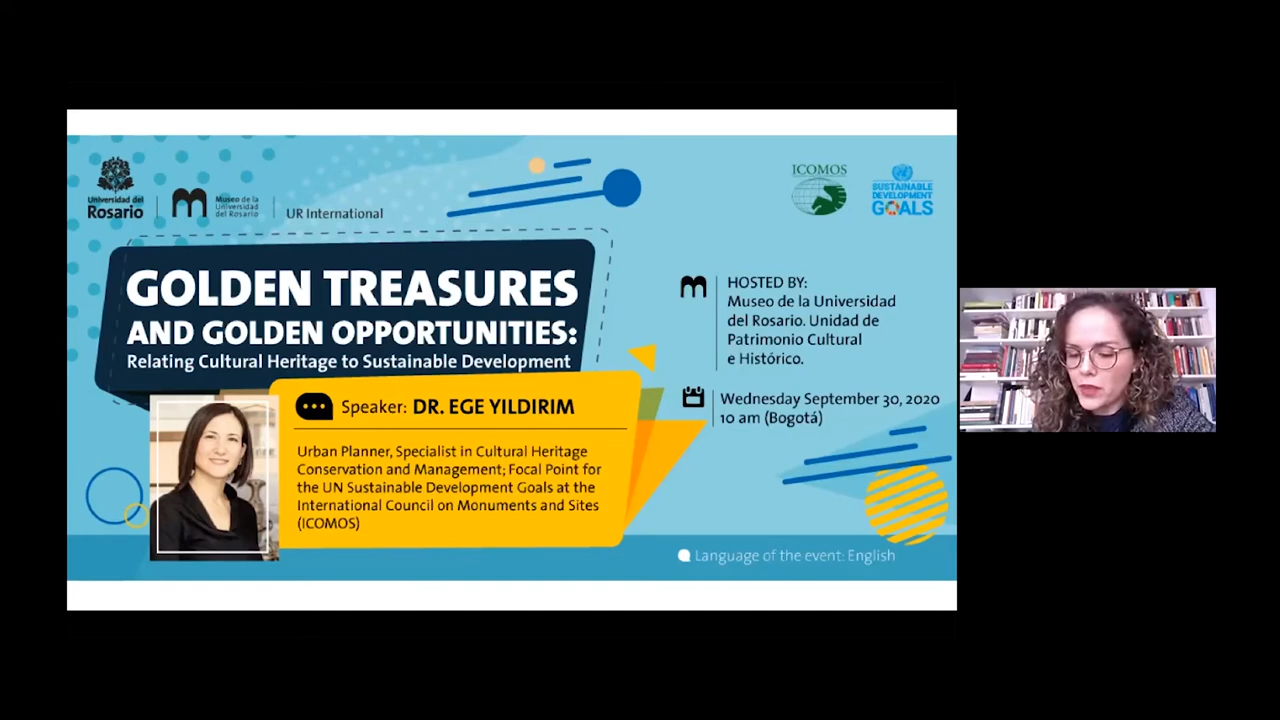 Universidad del
Rosario
Museo de la
Universidad
del Rosario
UR International
ICOMOS
SUSTAINABLE
DEVELOPMENT
GOALS
GOLDEN TREASURES
AND GOLDEN OPPORTUNITIES:
Relating Cultural Heritage to Sustainable Development
Speaker: DR. EGE YILDIRIM
Urban Planner, Specialist in Cultural Heritage
Conservation and Management; Focal Point for
the UN Sustainable Development Goals at the
International Council on Monuments and Sites
(ICOMOS)
HOSTED BY:
Museo de la Universidad
del Rosario. Unidad de
Patrimonio Cultural
e Histórico.
Wednesday September 30, 2020
10 am (Bogotá)
Language of the event: English